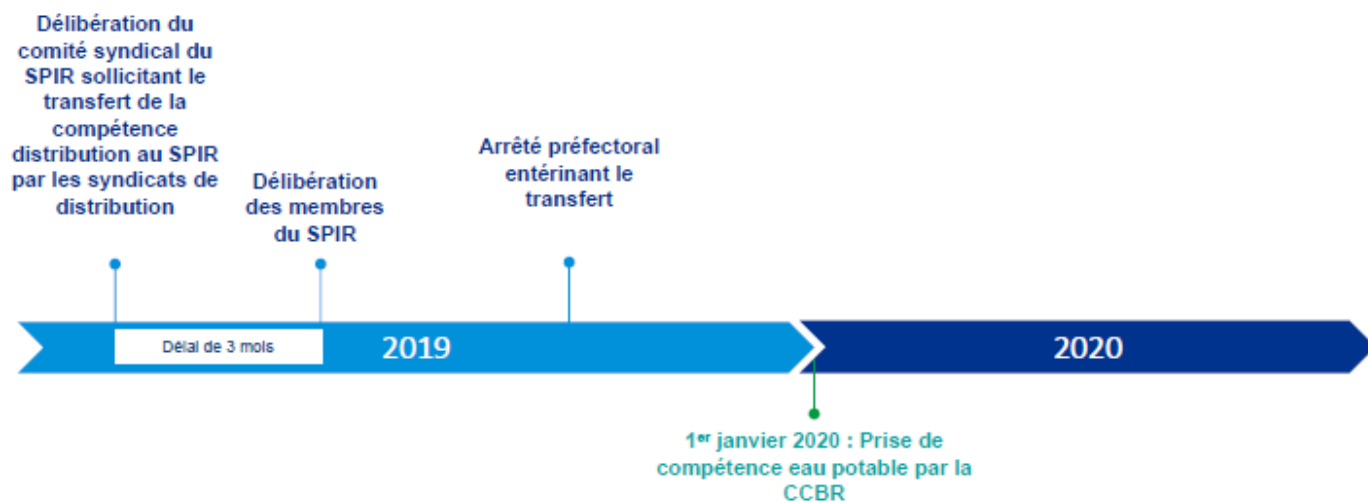 Délibération du
comité syndical du
SPIR sollicitant le
transfert de la
compétence
distribution au SPIR
par les syndicats de
distribution
Délibération
des membres
du SPIR
Arrêté préfectoral
entérinant le
transfert
Délai de 3 mois
2019
2020
1er janvier 2020 : Prise de
compétence eau potable par la
CCBR